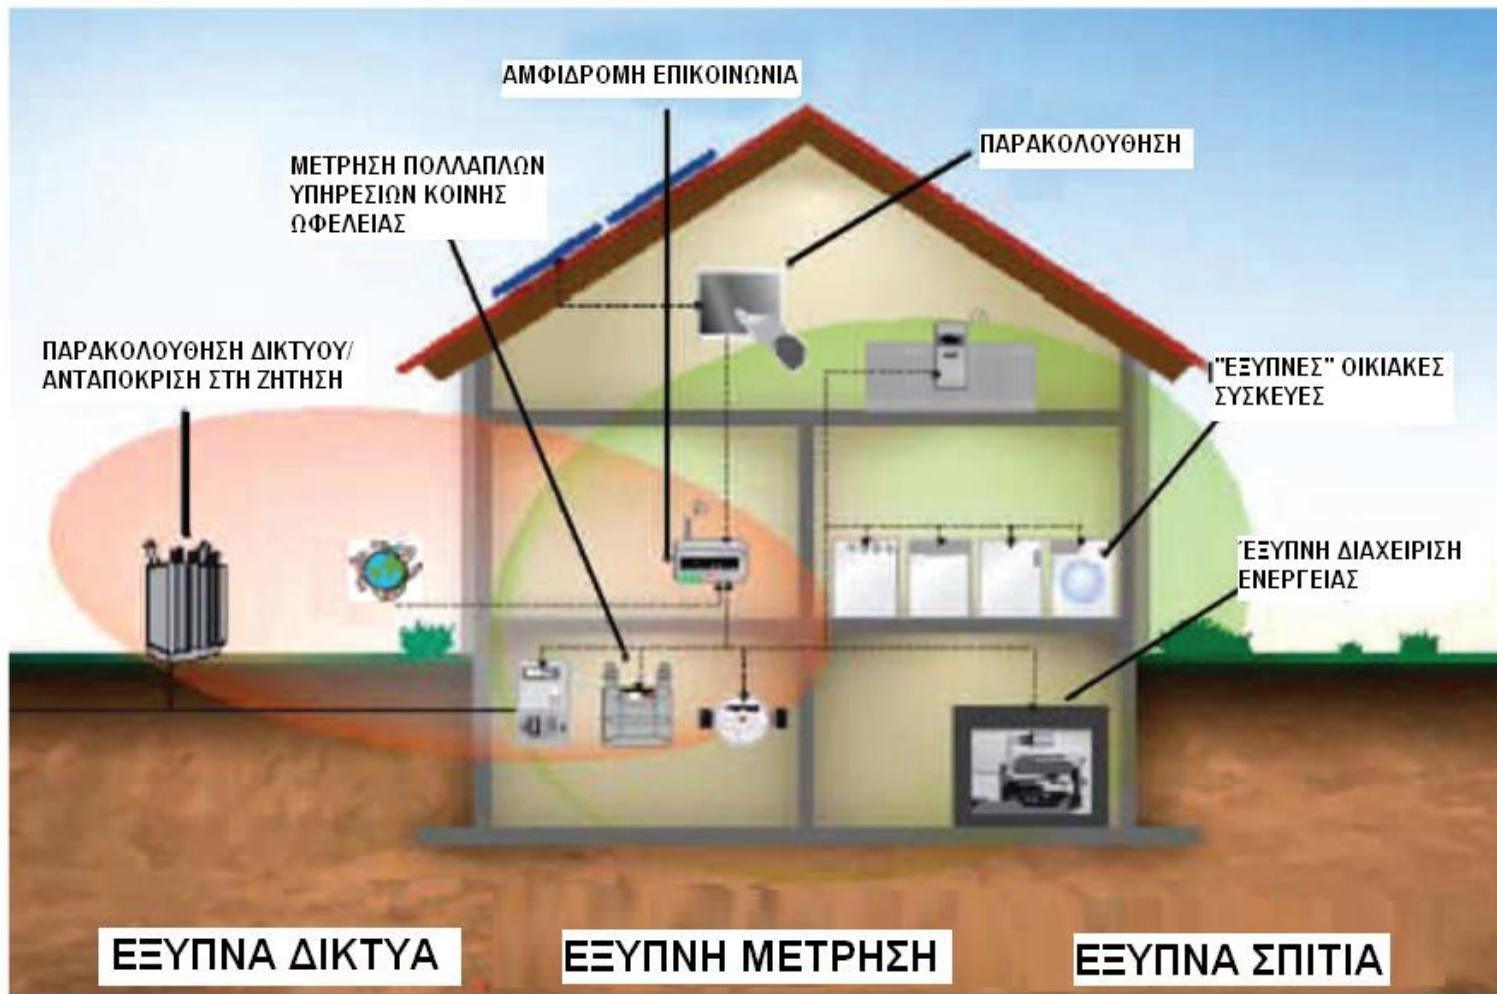 ΑΜΦΙΔΡΟΜΗ ΕΠΙΚΟΙΝΩΝΙΑ
ΠΑΡΑΚΟΛΟΥΘΗΣΗ
ΜΕΤΡΗΣΗ ΠΟΛΛΑΠΛΩΝ
ΥΠΗΡΕΣΙΩΝ ΚΟΙΝΗΣ
ΩΦΕΛΕΙΑΣ
ΠΑΡΑΚΟΛΟΥΘΗΣΗ ΔΙΚΤΥΟΥ/
ΑΝΤΑΠΟΚΡΙΣΗ ΣΤΗ ΖΗΤΗΣΗ
"ΕΞΥΠΝΕΣ" ΟΙΚΙΑΚΕΣ
ΣΥΣΚΕΥΕΣ
ΈΞΥΠΝΗ ΔΙΑΧΕΙΡΙΣΗ
ΕΝΕΡΓΕΙΑΣ
ΕΞΥΠΝΑ ΔΙΚΤΥΑ
ΕΞΥΠΝΗ ΜΕΤΡΗΣΗ
ΕΞΥΠΝΑ ΣΠΙΤΙΑ